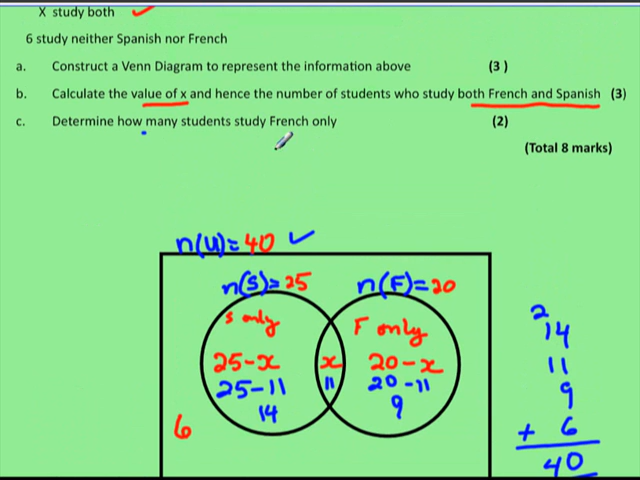 X study both
6 study neither Spanish nor French
a. Construct a Venn Diagram to represent the information above (3 )
b. Calculate the value of x and hence the number of students who study both French and Spanish (3)
c. Determine how many students study French only (2)
(Total 8 marks)
n(U)= 40
n(S)= 25 n(F)= 20
S only F only
25-x x 20-x
25-11 11 20-11
14 9
6
2
14
11
9
+ 6
40